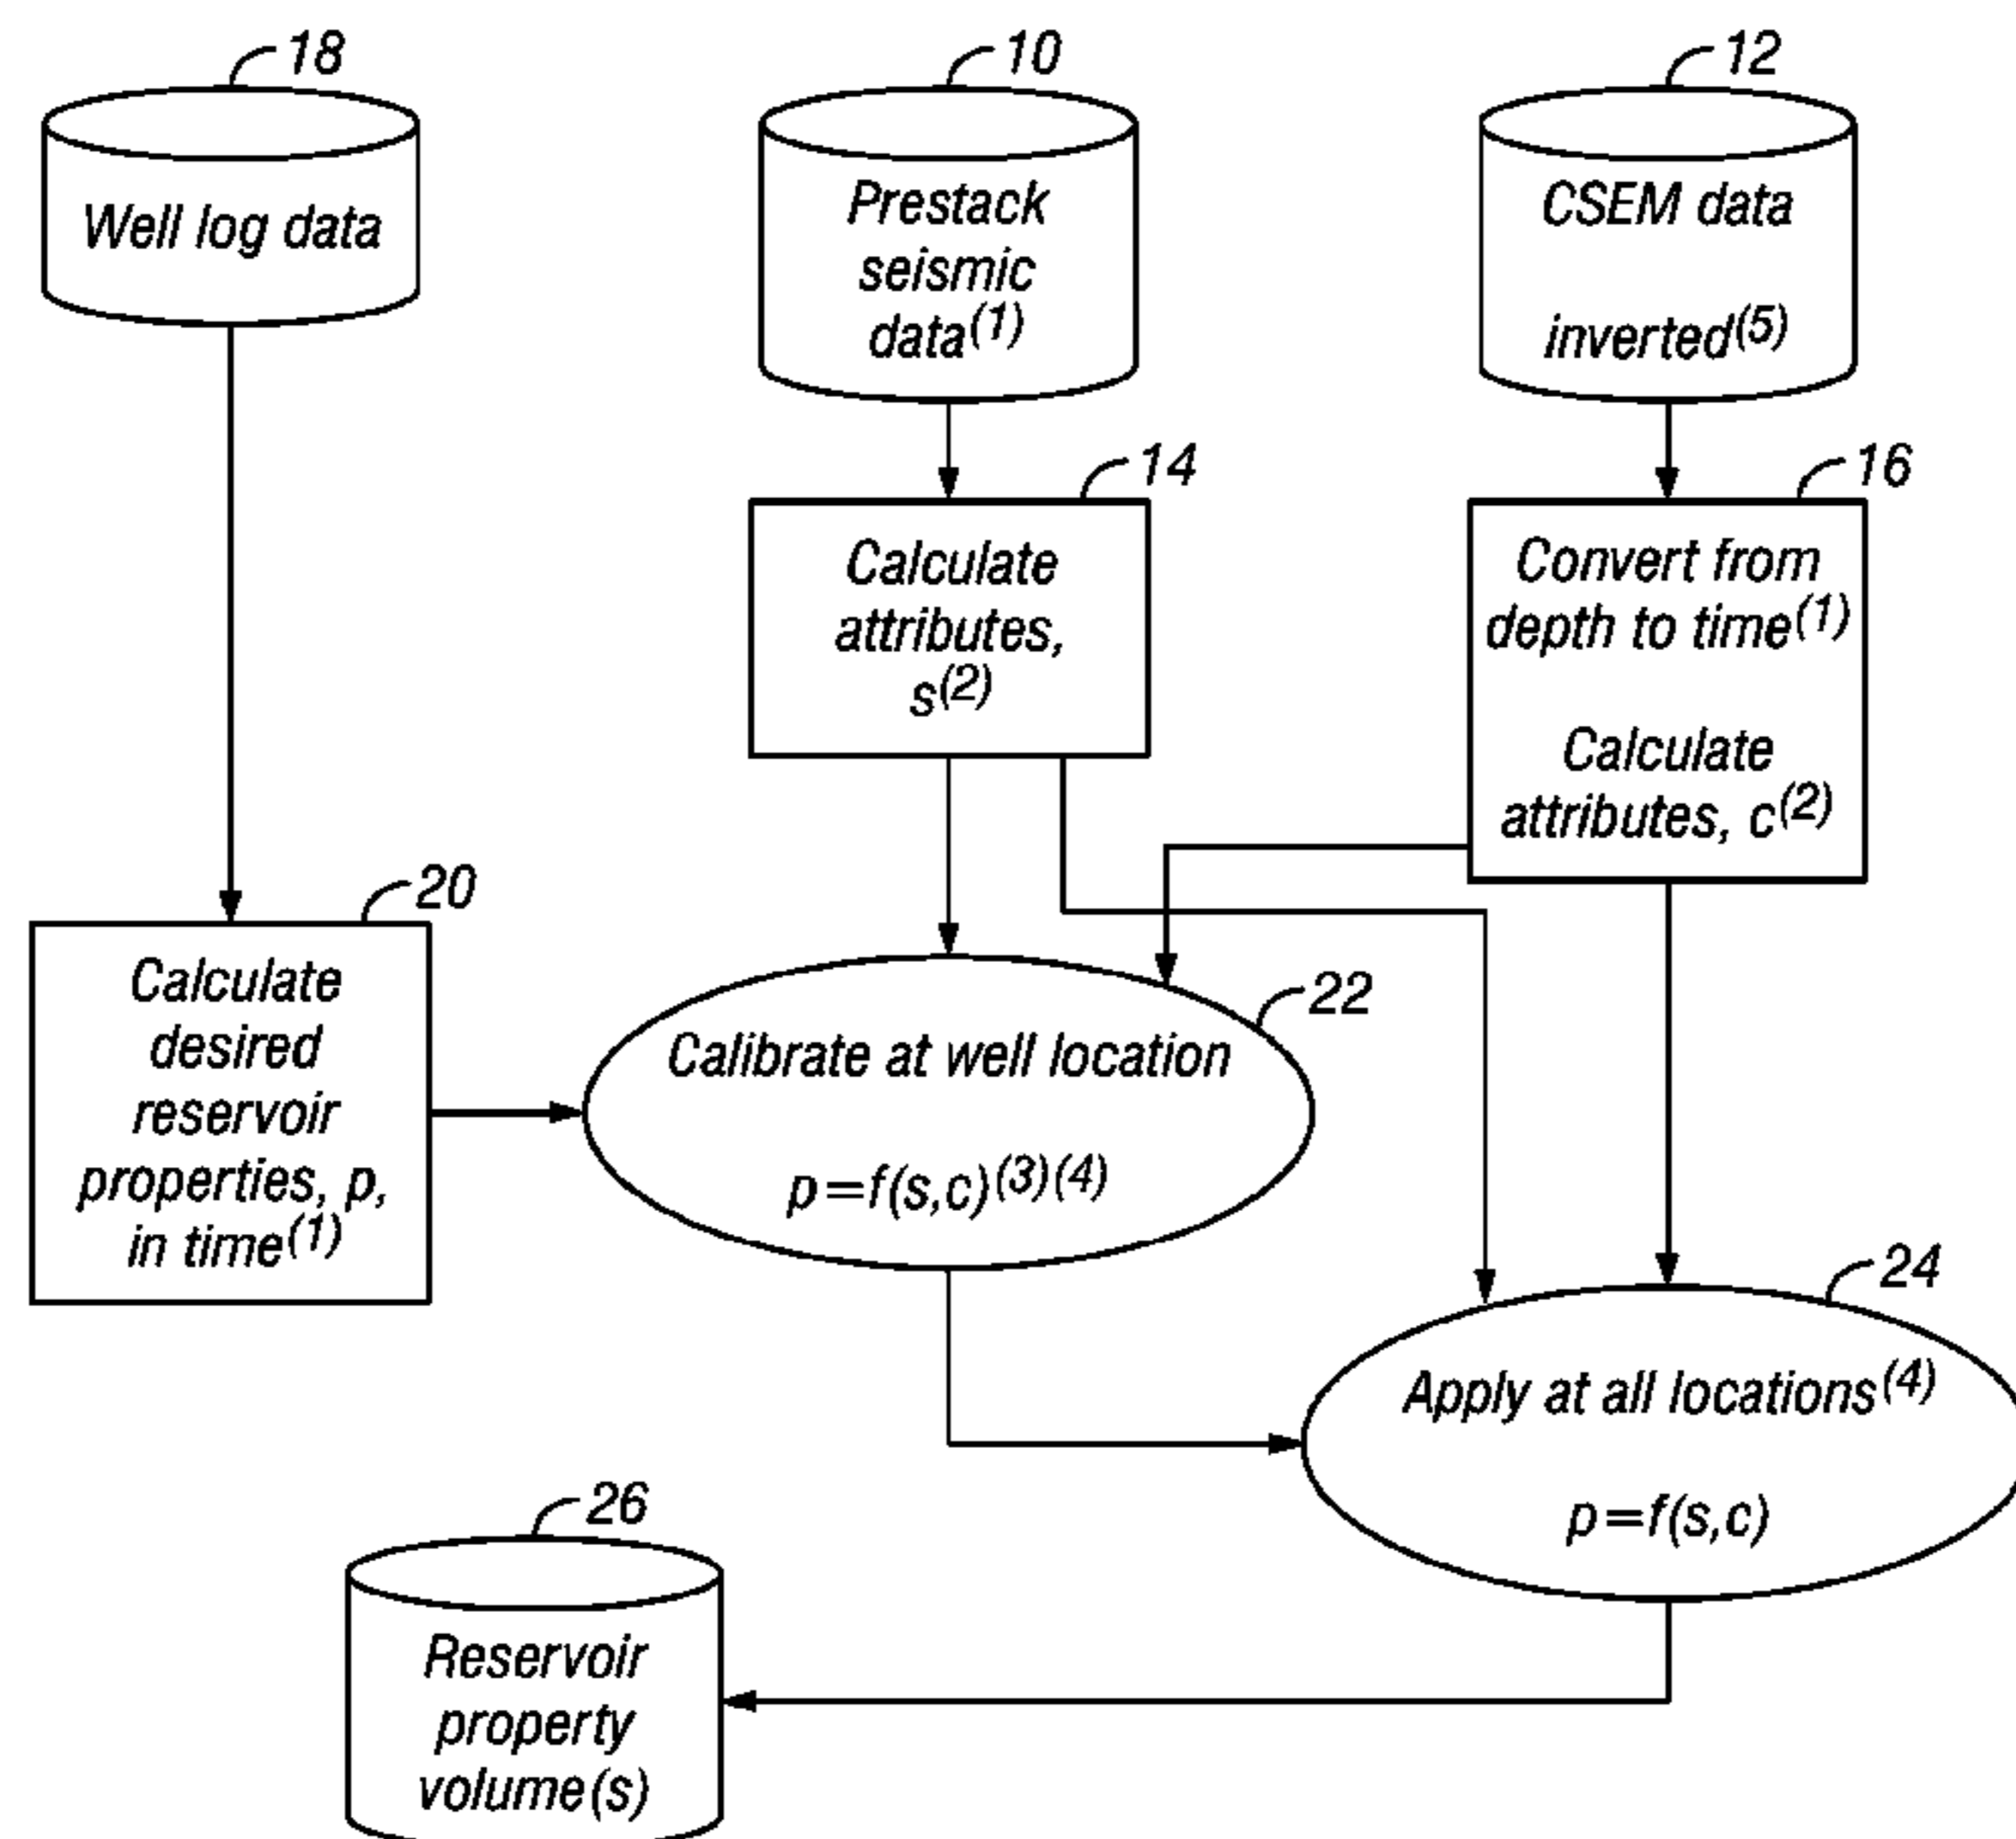 18
Well log data
10
Prestack
seismic
data(1)
12
CSEM data
inverted(5)
14
Calculate
attributes,
s(2)
16
Convert from
depth to time(1)
Calculate
attributes, c(2)
20
Calculate
desired
reservoir
properties, p,
in time(1)
22
Calibrate at well location
p=f(s,c)(3)(4)
24
Apply at all locations(4)
p=f(s,c)
26
Reservoir
property
volume(s)